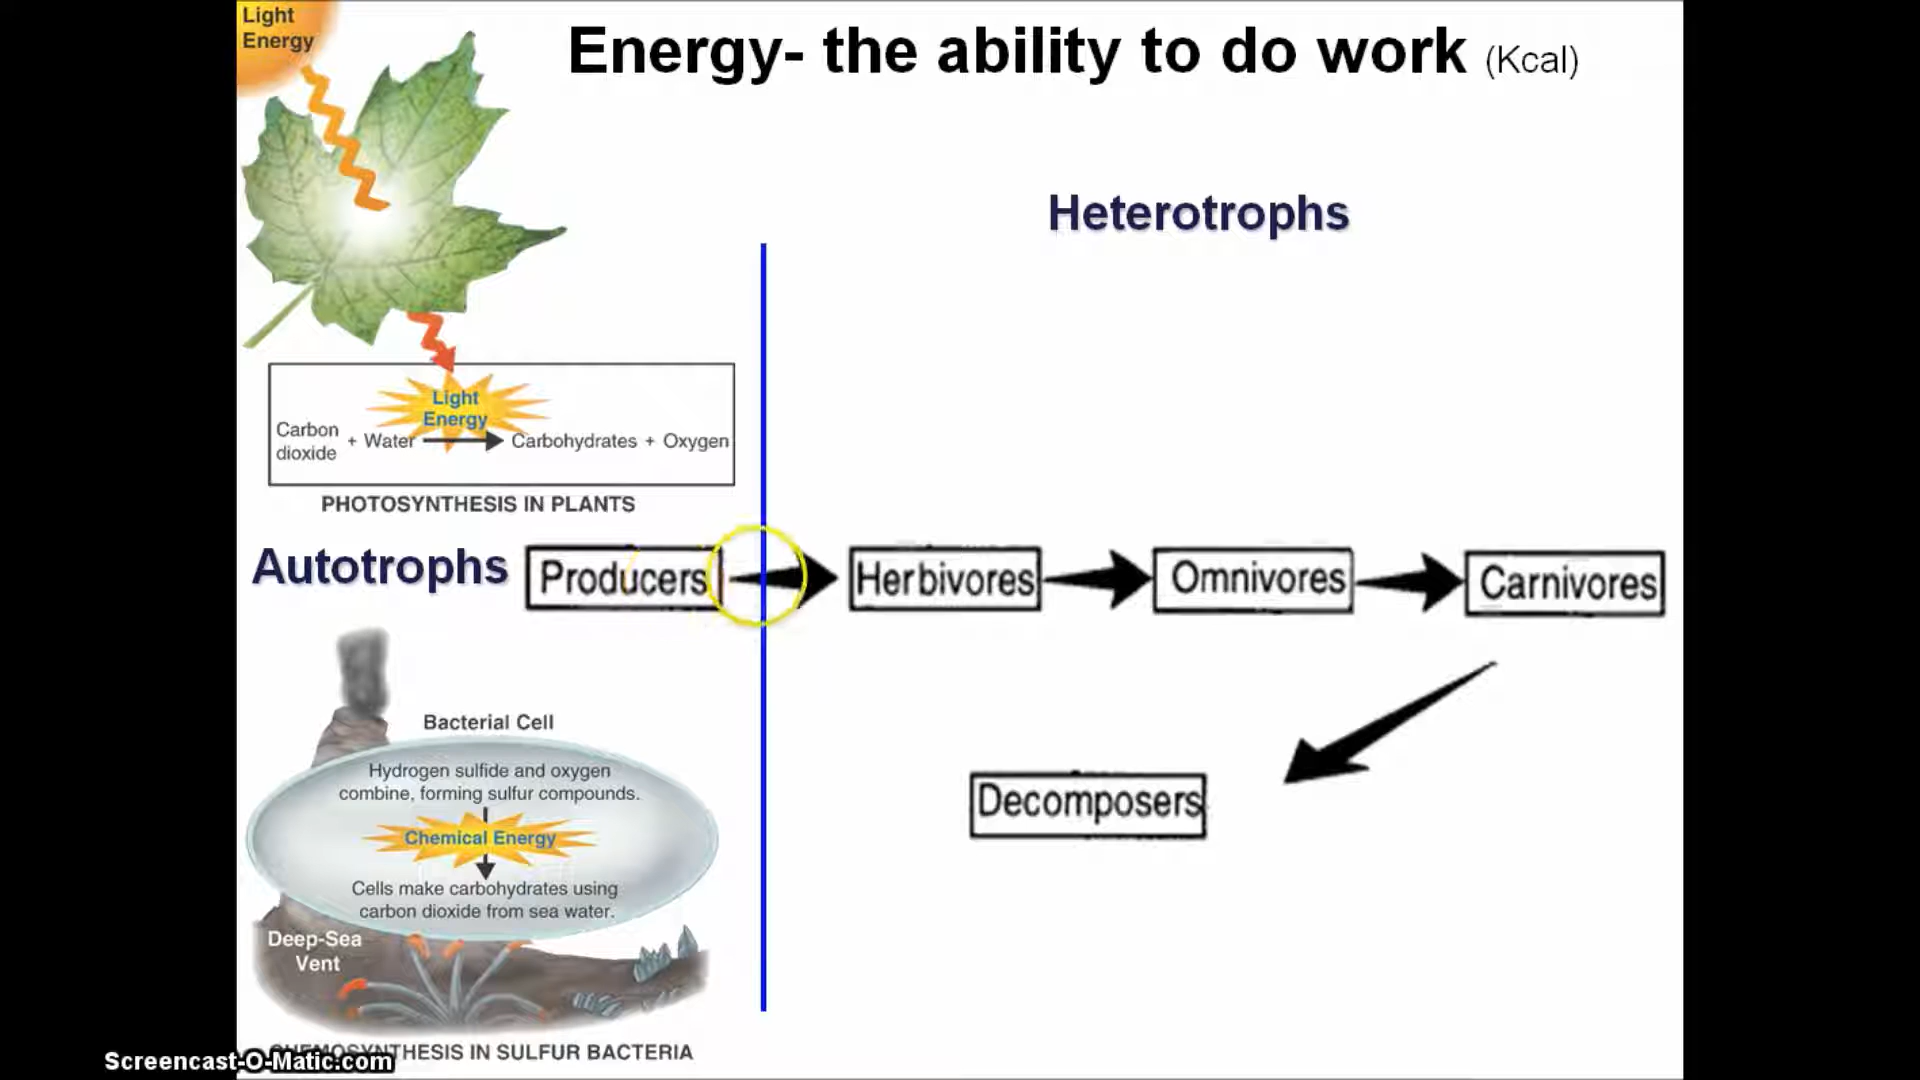 Light
Energy
Energy- the ability to do work (Kcal)
Heterotrophs
Light
Energy
Carbon
dioxide
+ Water
Carbohydrates + Oxygen
PHOTOSYNTHESIS IN PLANTS
Autotrophs
Producers
Herbivores
Omnivores
Carnivores
Bacterial Cell
Hydrogen sulfide and oxygen
combine, forming sulfur compounds.
Chemical Energy
Cells make carbohydrates using
carbon dioxide from sea water.
Decomposers
Deep-Sea
Vent
CHEMOSYNTHESIS IN SULFUR BACTERIA
Screencast-O-Matic.com